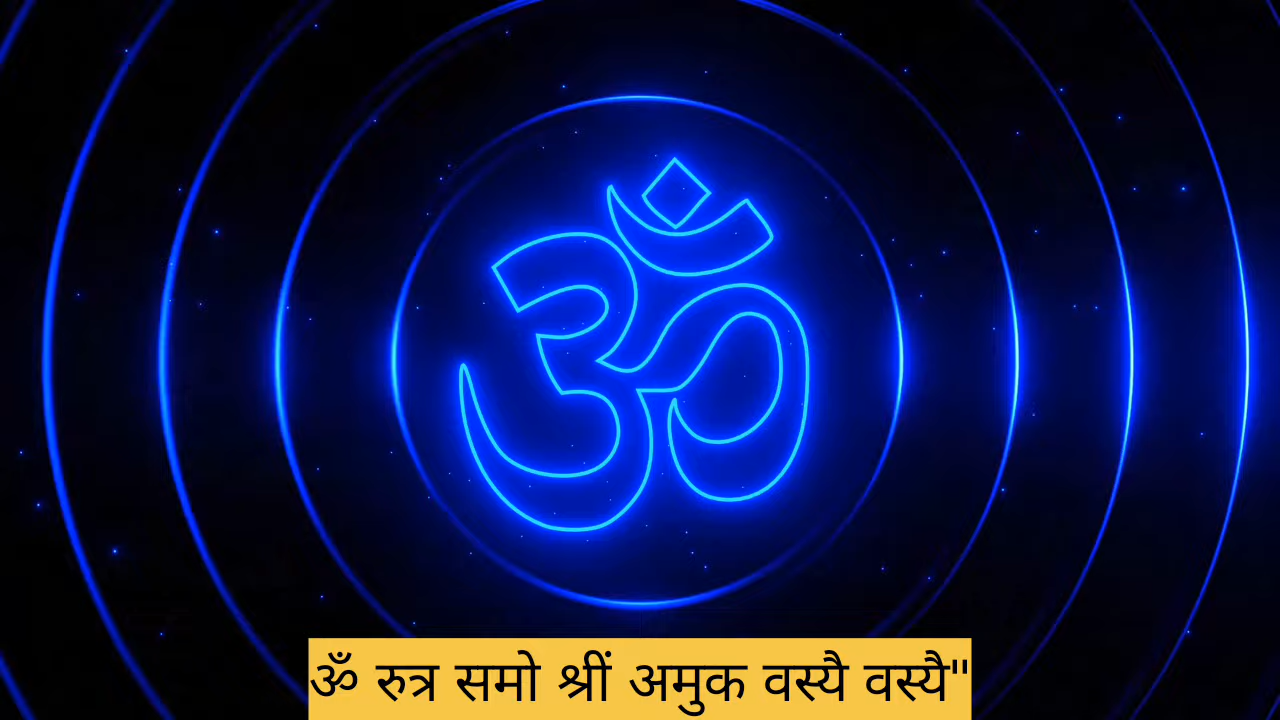 ॐ
ॐ रुत्र समो श्रीं अमुक वस्यै वस्यै"